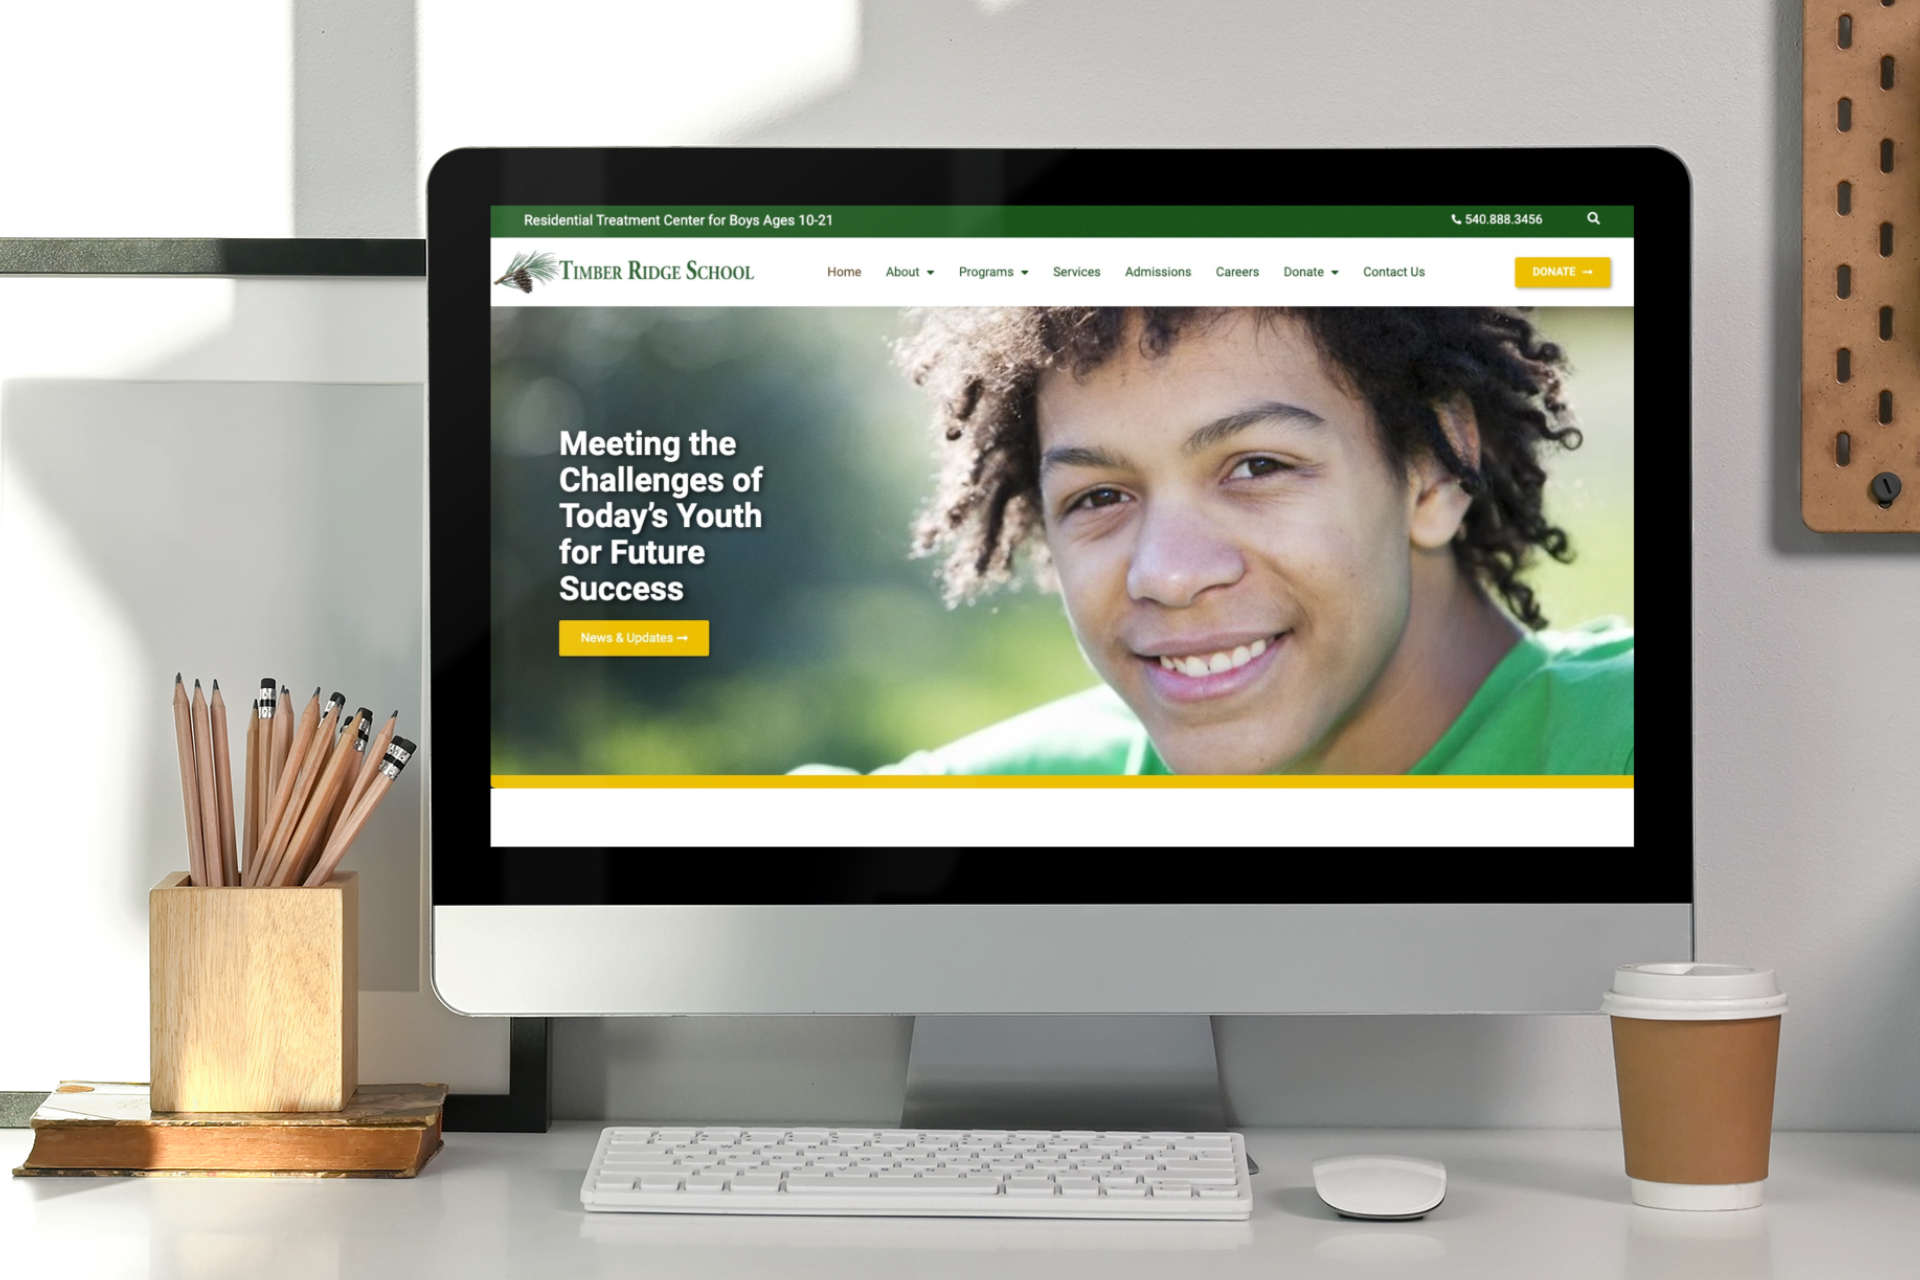 Residential Treatment Center for Boys Ages 10-21
540.888.3456
TIMBER RIDGE SCHOOL
Home
About
Programs
Services
Admissions
Careers
Donate
Contact Us
DONATE
Meeting the
Challenges of
Today’s Youth
for Future
Success
News & Updates